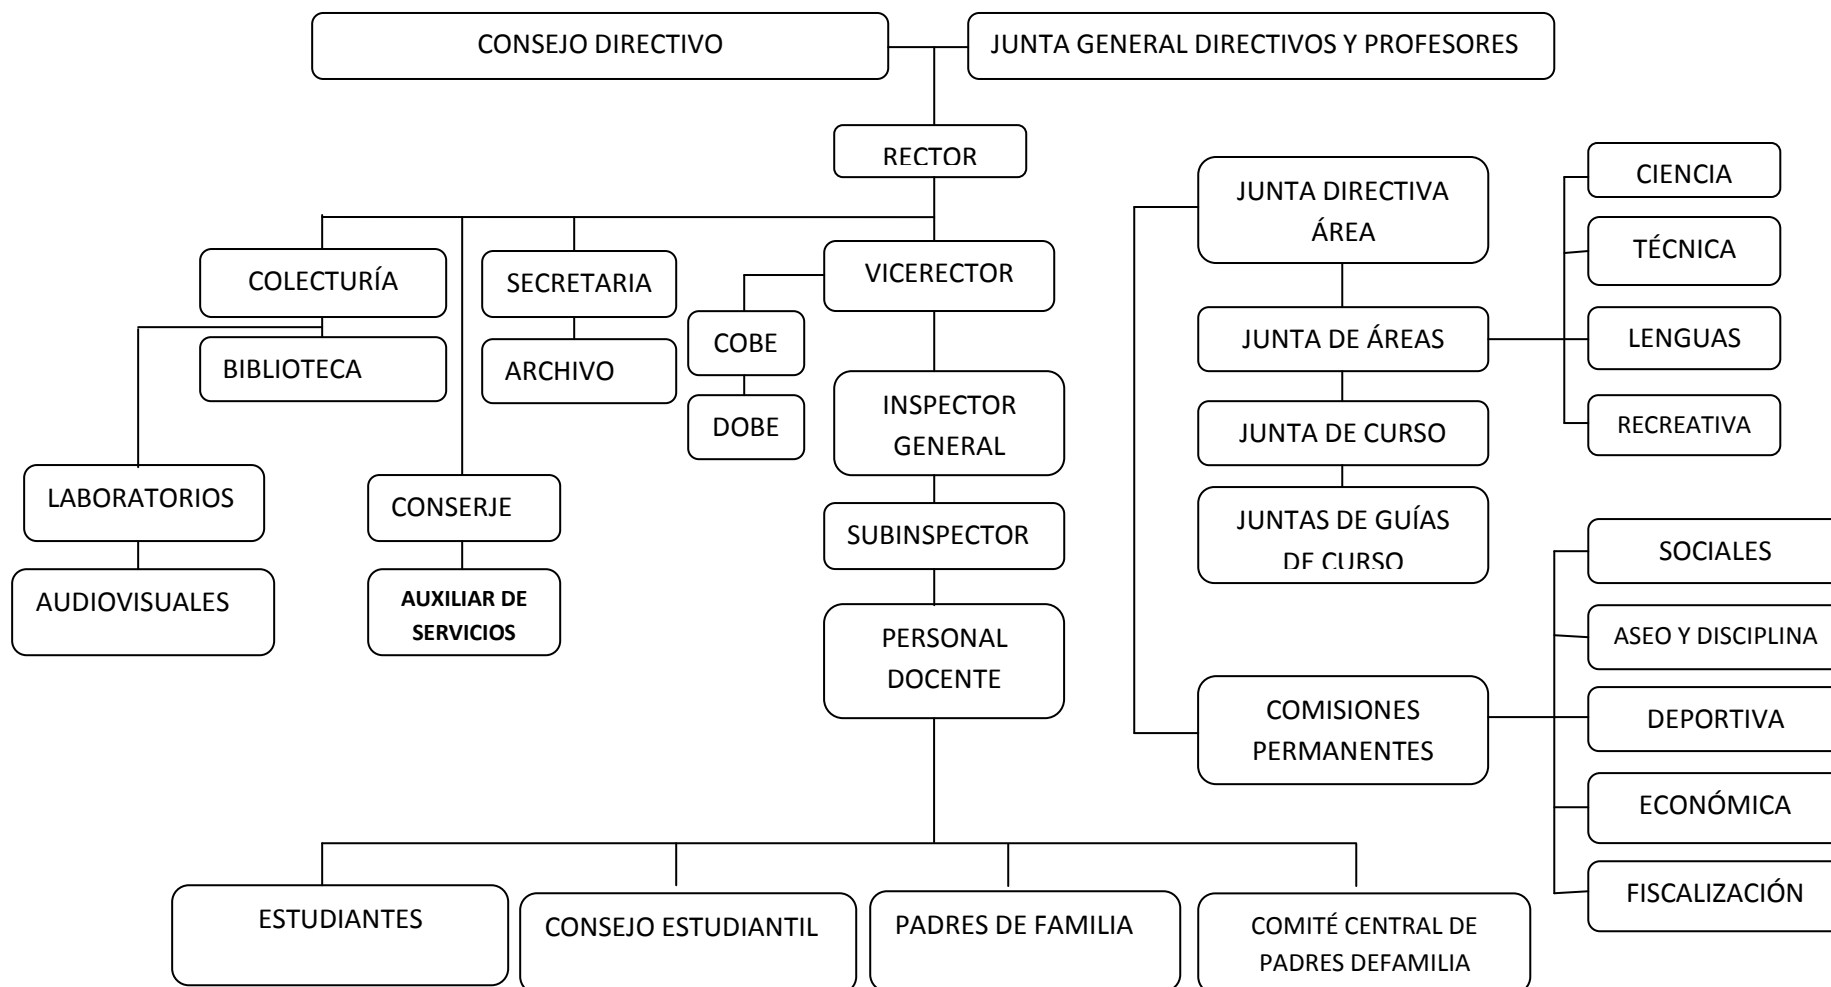 CONSEJO DIRECTIVO
JUNTA GENERAL DIRECTIVOS Y PROFESORES
RECTOR
COLECTURÍA
SECRETARIA
VICERECTOR
BIBLIOTECA
ARCHIVO
COBE
DOBE
INSPECTOR
GENERAL
LABORATORIOS
CONSERJE
SUBINSPECTOR
AUDIOVISUALES
AUXILIAR DE
SERVICIOS
PERSONAL
DOCENTE
ESTUDIANTES
CONSEJO ESTUDIANTIL
PADRES DE FAMILIA
COMITÉ CENTRAL DE
PADRES DEFAMILIA
JUNTA DIRECTIVA
ÁREA
JUNTA DE ÁREAS
JUNTA DE CURSO
JUNTAS DE GUÍAS
DE CURSO
CIENCIA
TÉCNICA
LENGUAS
RECREATIVA
COMISIONES
PERMANENTES
SOCIALES
ASEO Y DISCIPLINA
DEPORTIVA
ECONÓMICA
FISCALIZACIÓN